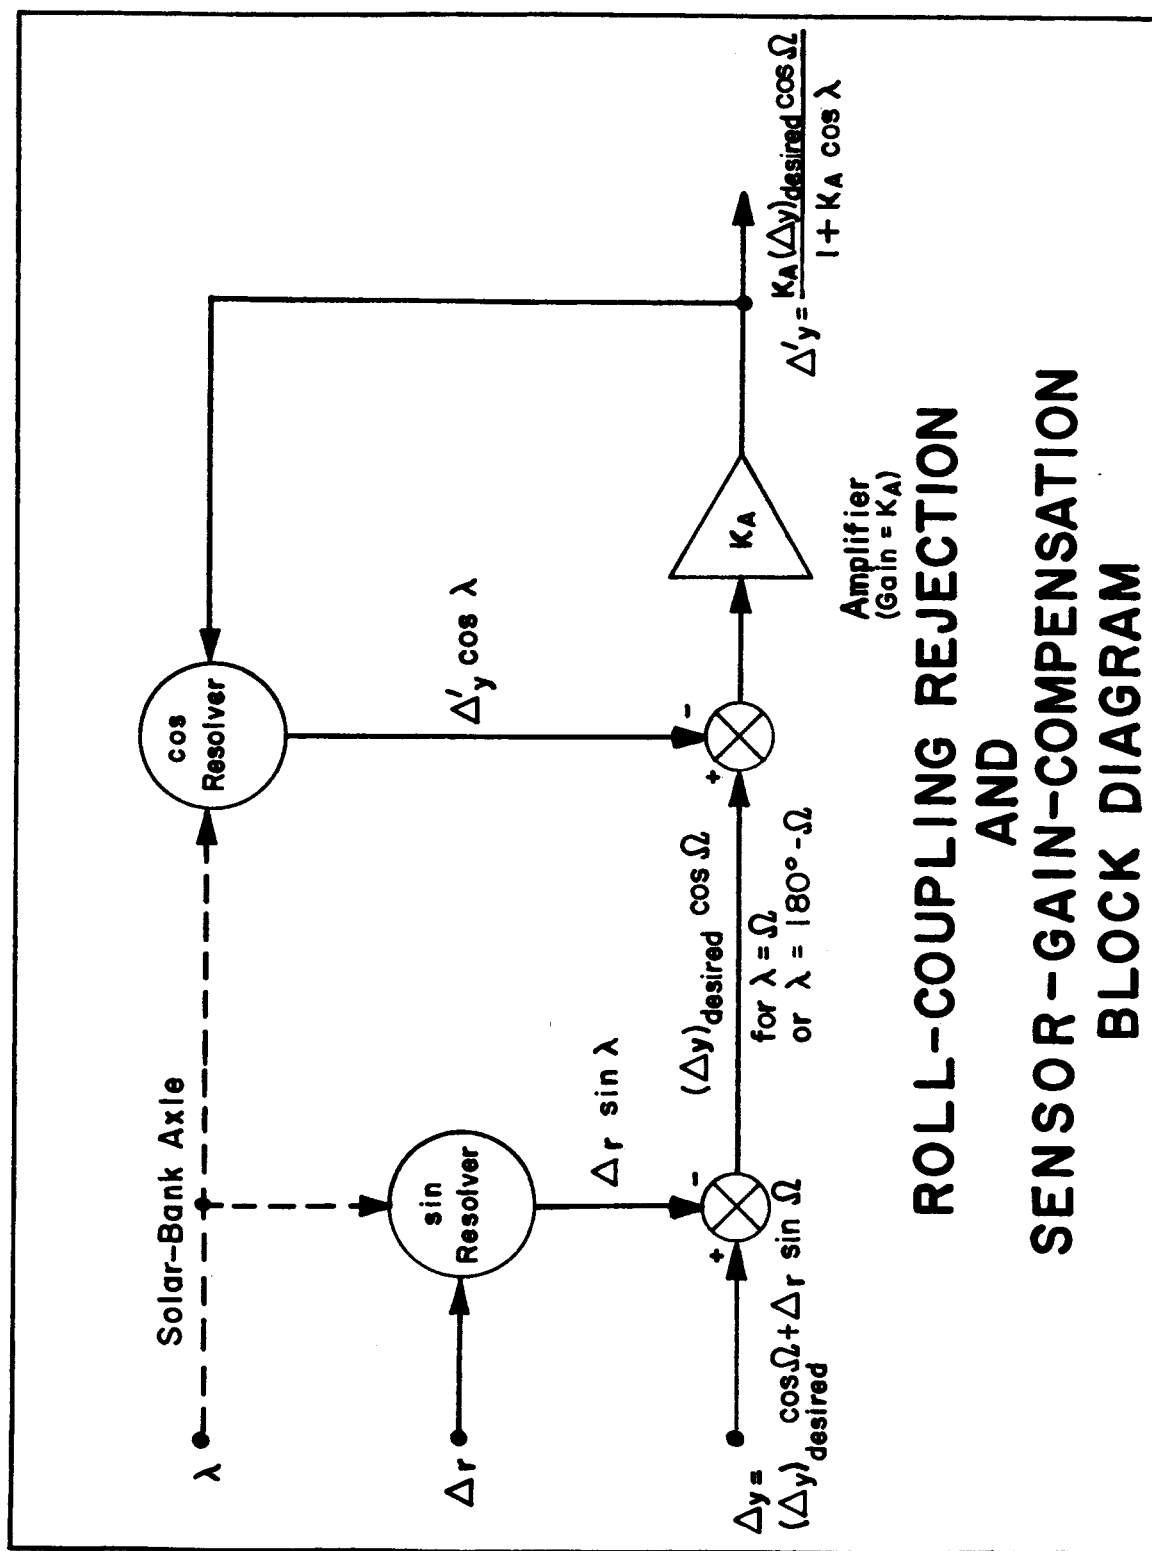 λ
Solar-Bank Axle
cos
Resolver
Δr
sin
Resolver
Δr sin λ
Δ′y cos λ
Δy=
(Δy)desired cosΩ+Δr sin Ω
+
-
(Δy)desired cos Ω
for λ=Ω
or λ = 180°-Ω
+
-
KA
Amplifier
(Gain = KA)
Δ′y = KA(Δy)desired cos Ω
1 + KA cos λ
ROLL-COUPLING REJECTION
AND
SENSOR-GAIN-COMPENSATION
BLOCK DIAGRAM